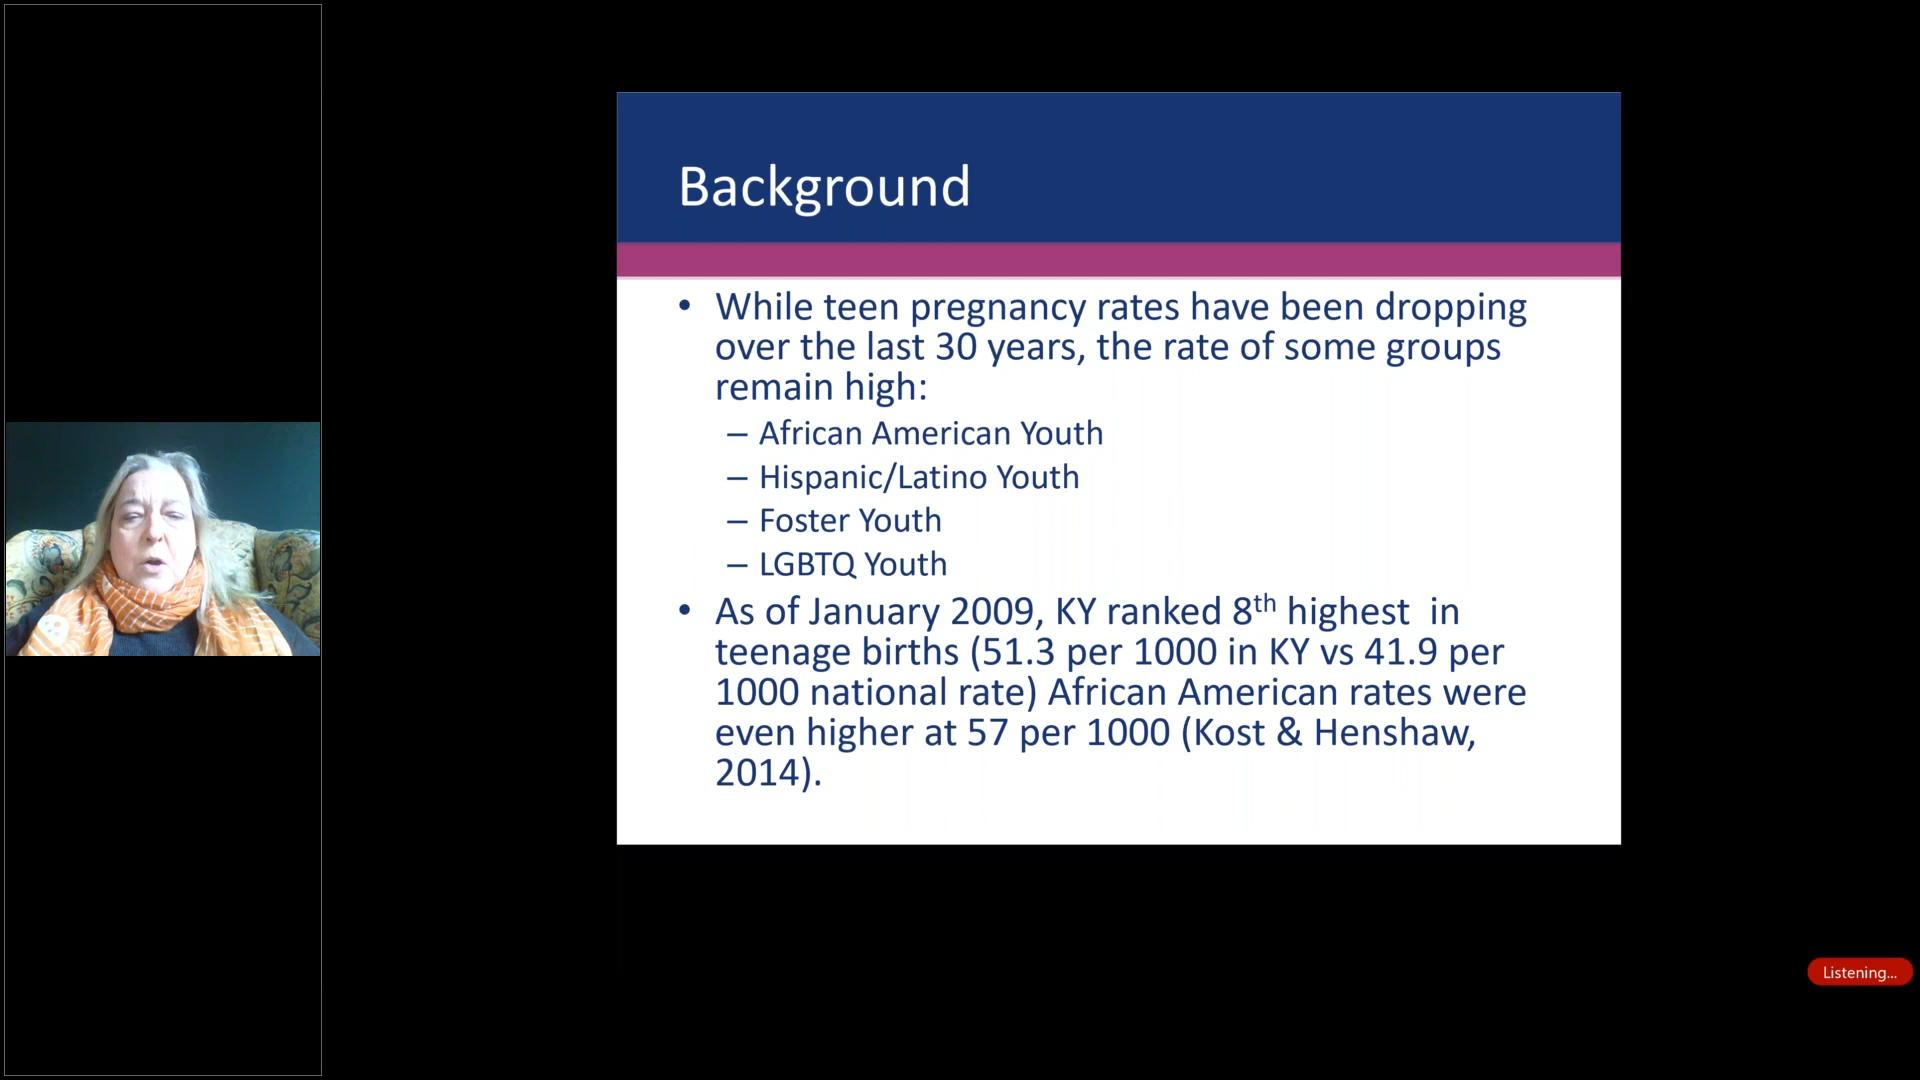 Background
• While teen pregnancy rates have been dropping
over the last 30 years, the rate of some groups
remain high:
– African American Youth
– Hispanic/Latino Youth
– Foster Youth
– LGBTQ Youth
• As of January 2009, KY ranked 8th highest  in
teenage births (51.3 per 1000 in KY vs 41.9 per
1000 national rate) African American rates were
even higher at 57 per 1000 (Kost & Henshaw,
2014).
Listening...